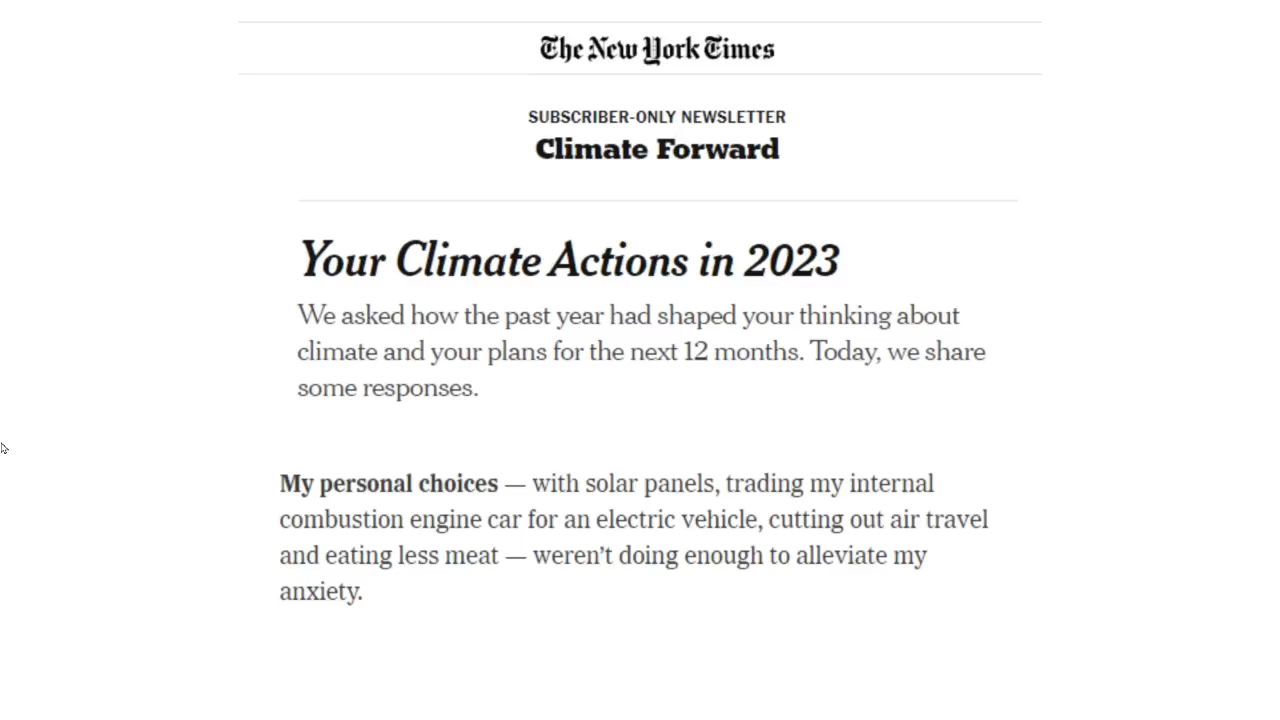 The New York Times
SUBSCRIBER-ONLY NEWSLETTER
Climate Forward
Your Climate Actions in 2023
We asked how the past year had shaped your thinking about
climate and your plans for the next 12 months. Today, we share
some responses.
My personal choices — with solar panels, trading my internal
combustion engine car for an electric vehicle, cutting out air travel
and eating less meat — weren’t doing enough to alleviate my
anxiety.